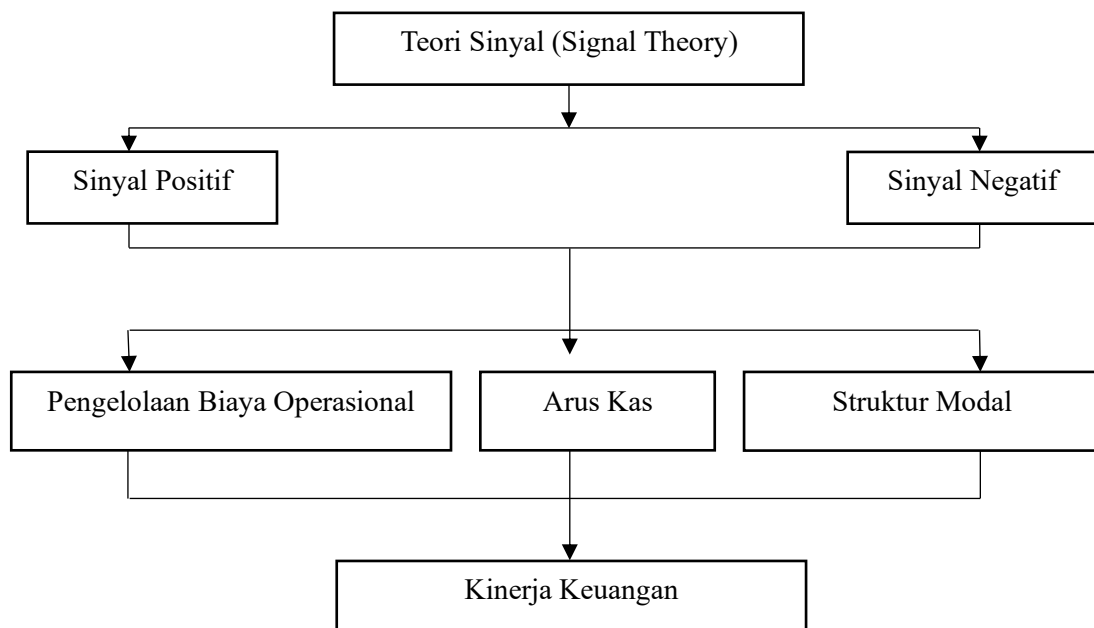 Teori Sinyal (Signal Theory)
Sinyal Positif
Sinyal Negatif
Pengelolaan Biaya Operasional
Arus Kas
Struktur Modal
Kinerja Keuangan